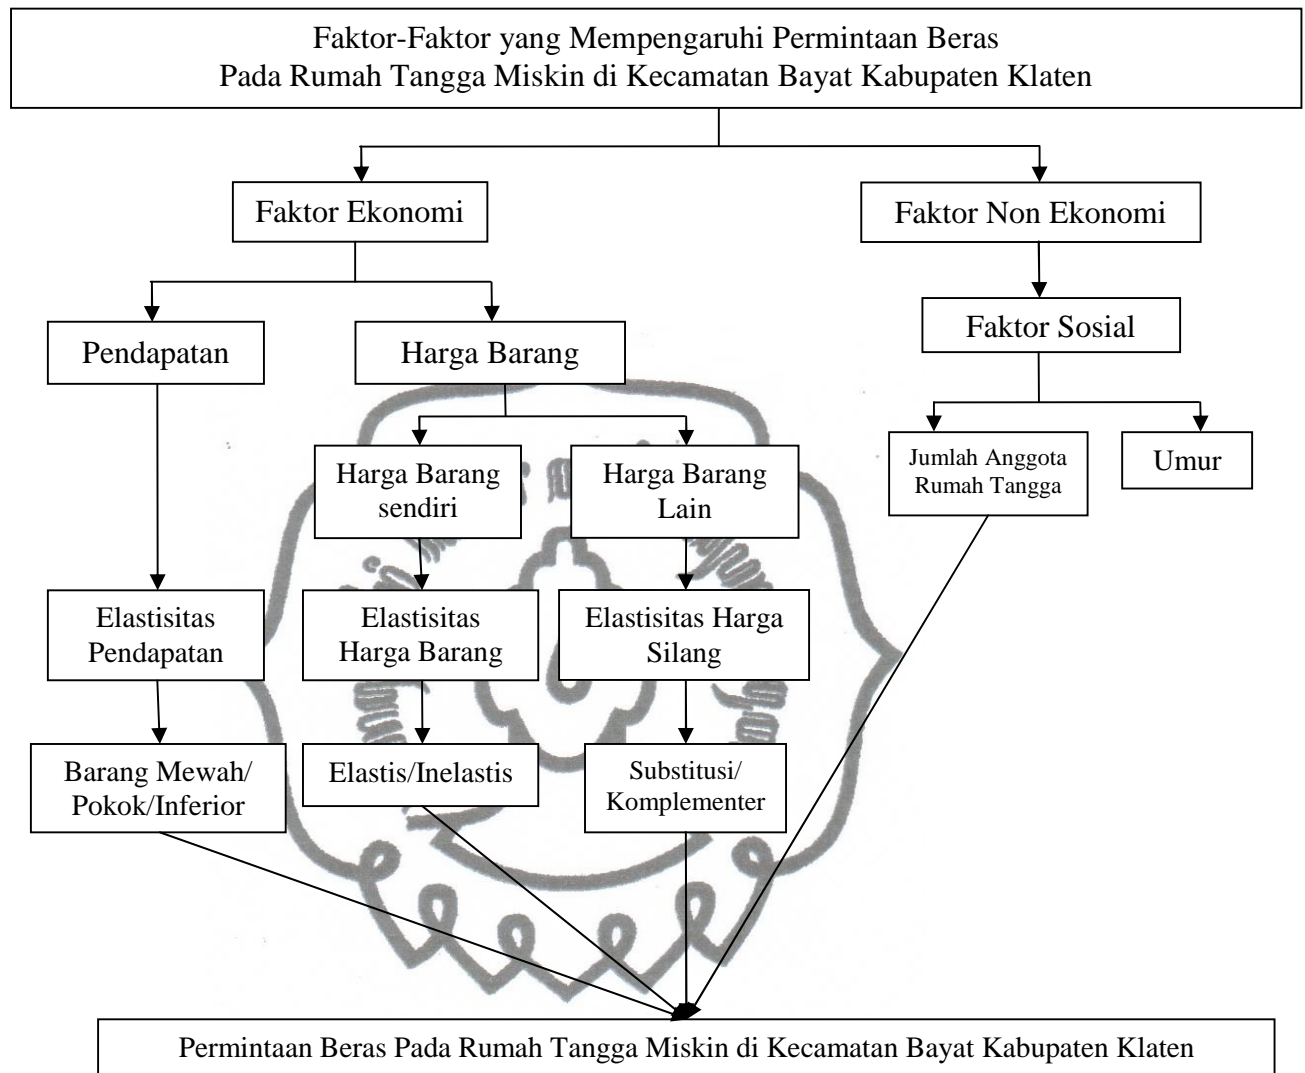 Faktor-Faktor yang Mempengaruhi Permintaan Beras
Pada Rumah Tangga Miskin di Kecamatan Bayat Kabupaten Klaten
Faktor Ekonomi
Faktor Non Ekonomi
Pendapatan
Harga Barang
Faktor Sosial
Harga Barang
sendiri
Harga Barang
Lain
Jumlah Anggota
Rumah Tangga
Umur
Elastisitas
Pendapatan
Elastisitas
Harga Barang
Elastisitas Harga
Silang
Barang Mewah/
Pokok/Inferior
Elastis/Inelastis
Substitusi/
Komplementer
Permintaan Beras Pada Rumah Tangga Miskin di Kecamatan Bayat Kabupaten Klaten